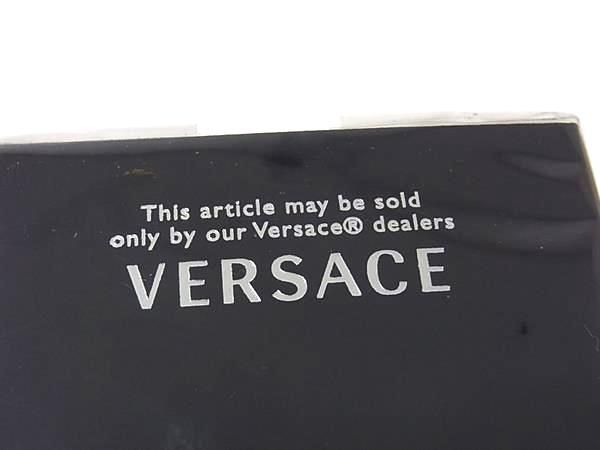 This article may be sold
only by our Versace® dealers
VERSACE